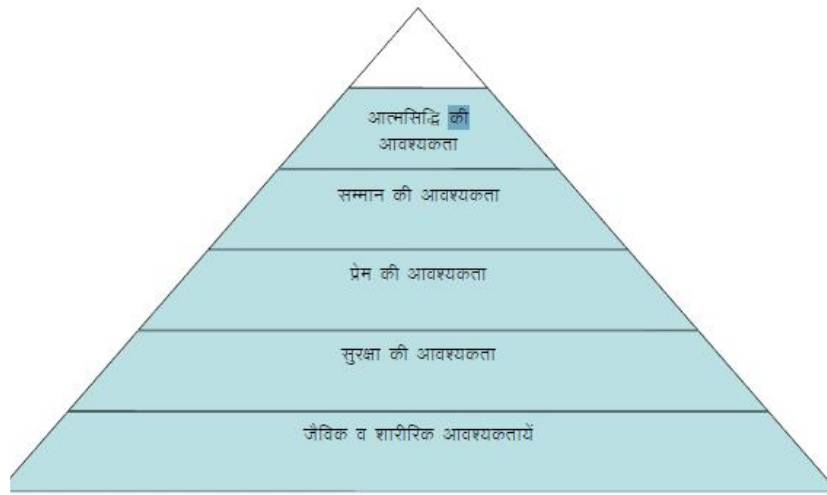 आत्मसिद्धि की
आवश्यकता
सम्मान की आवश्यकता
प्रेम की आवश्यकता
सुरक्षा की आवश्यकता
जैविक व शारीरिक आवश्यकतायें